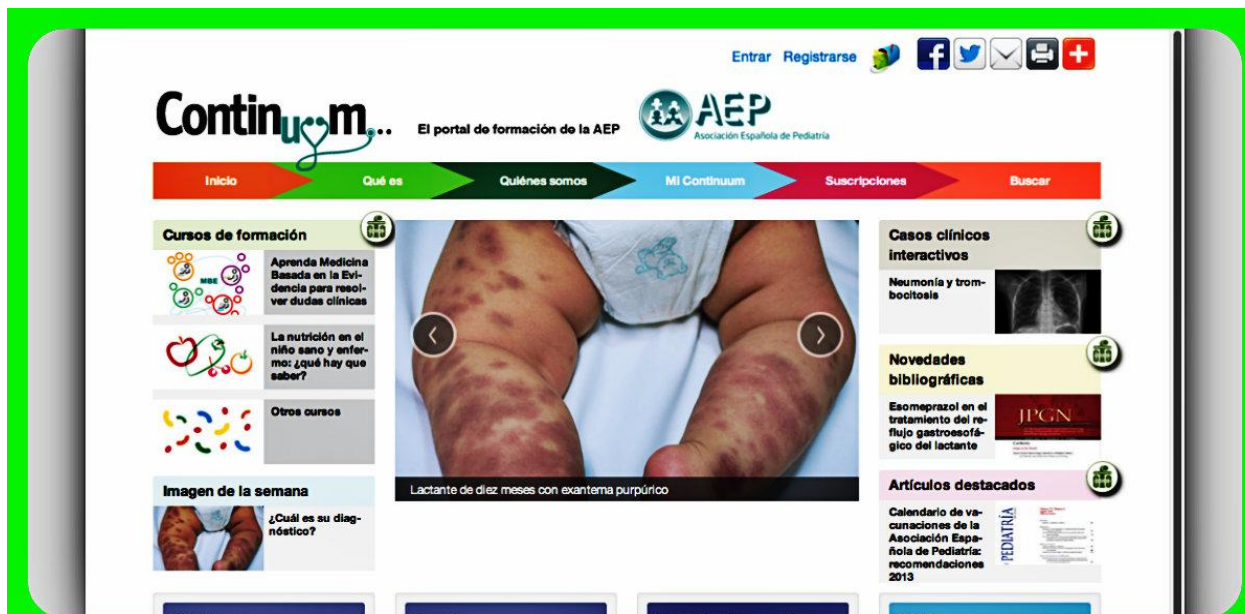 Entrar Registrarse
Continuum...
El portal de formación de la AEP
AEP
Asociación Española de Pediatría
Inicio
Qué es
Quiénes somos
Mi Continuum
Suscripciones
Buscar
Cursos de formación
MBE
Aprenda Medicina
Basada en la Evi-
dencia para resol-
ver dudas clínicas
La nutrición en el
niño sano y enfer-
mo: ¿qué hay que
saber?
Otros cursos
Imagen de la semana
¿Cuál es su diag-
nóstico?
Lactante de diez meses con exantema purpúrico
Casos clínicos
interactivos
Neumonía y trom-
bocitosis
Novedades
bibliográficas
Esomeprazol en el
tratamiento del re-
flujo gastroesofá-
gico del lactante
JPGN
Artículos destacados
Calendario de va-
cunaciones de la
Asociación Espa-
ñola de Pediatría:
recomendaciones
2013
PEDIATRÍA